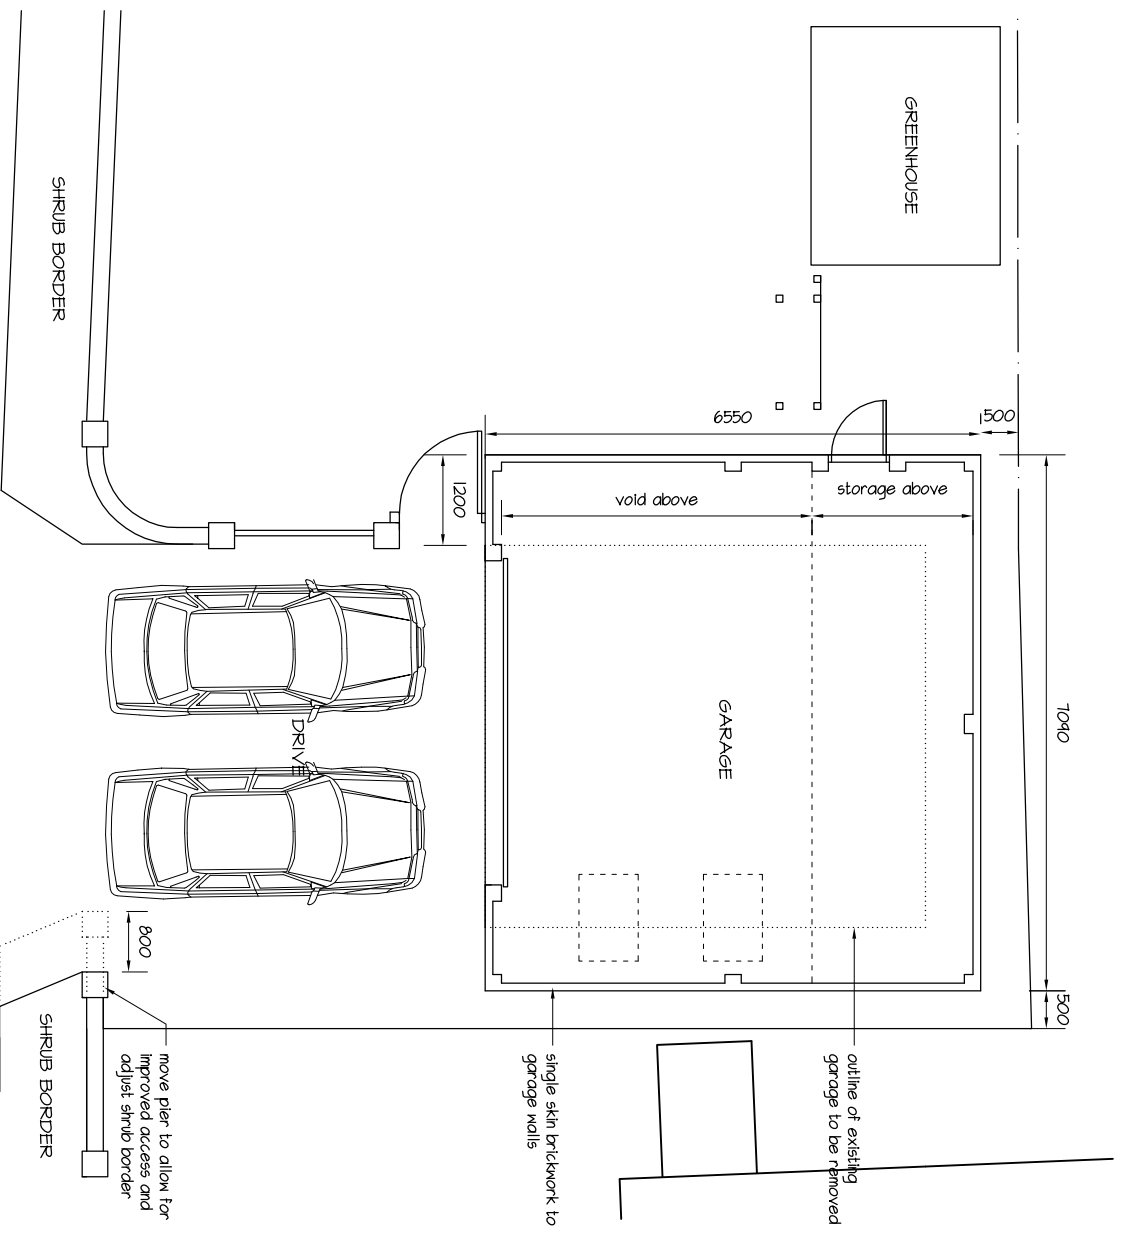 GREENHOUSE
SHRUB BORDER
6550
500
1200
void above
storage above
7090
GARAGE
DRIVE
800
500
SHRUB BORDER
move pier to allow for
improved access and
adjust shrub border
single skin brickwork to
garage walls
outline of existing
garage to be removed